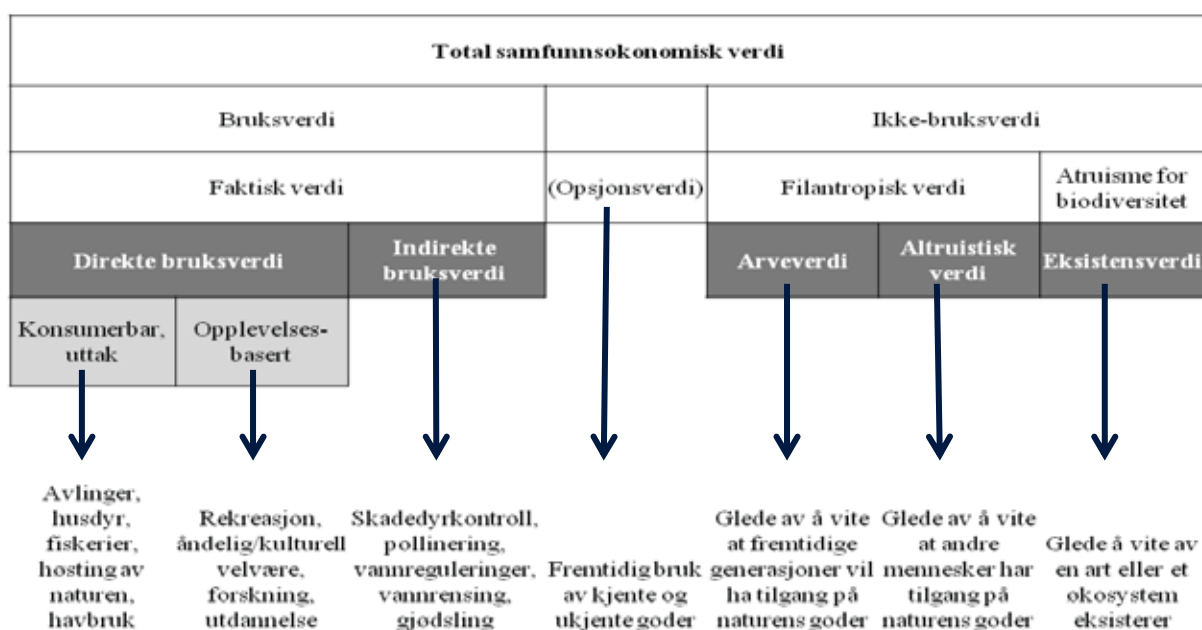 Total samfunnsøkonomisk verdi
Bruksverdi
Ikke-bruksverdi
Faktisk verdi
(Opsjonsverdi)
Filantropisk verdi
Atruisme for
biodiversitet
Direkte bruksverdi
Indirekte
bruksverdi
Arveverdi
Altruistisk
verdi
Eksistensverdi
Konsumerbar,
uttak
Opplevelses-
basert
Avlinger,
husdyr,
fiskerier,
høsting av
naturen,
havbruk
Rekreasjon,
åndelig/kulturell
velvære,
forskning,
utdannelse
Skadedyrkontroll,
pollinering,
vannreguleringer,
vannrensing,
gjødsling
Fremtidig bruk
av kjente og
ukjente goder
Glede av å vite
at fremtidige
generasjoner vil
ha tilgang på
naturens goder
Glede av å vite
at andre
mennesker har
tilgang på
naturens goder
Glede å vite av
en art eller et
økosystem
eksisterer